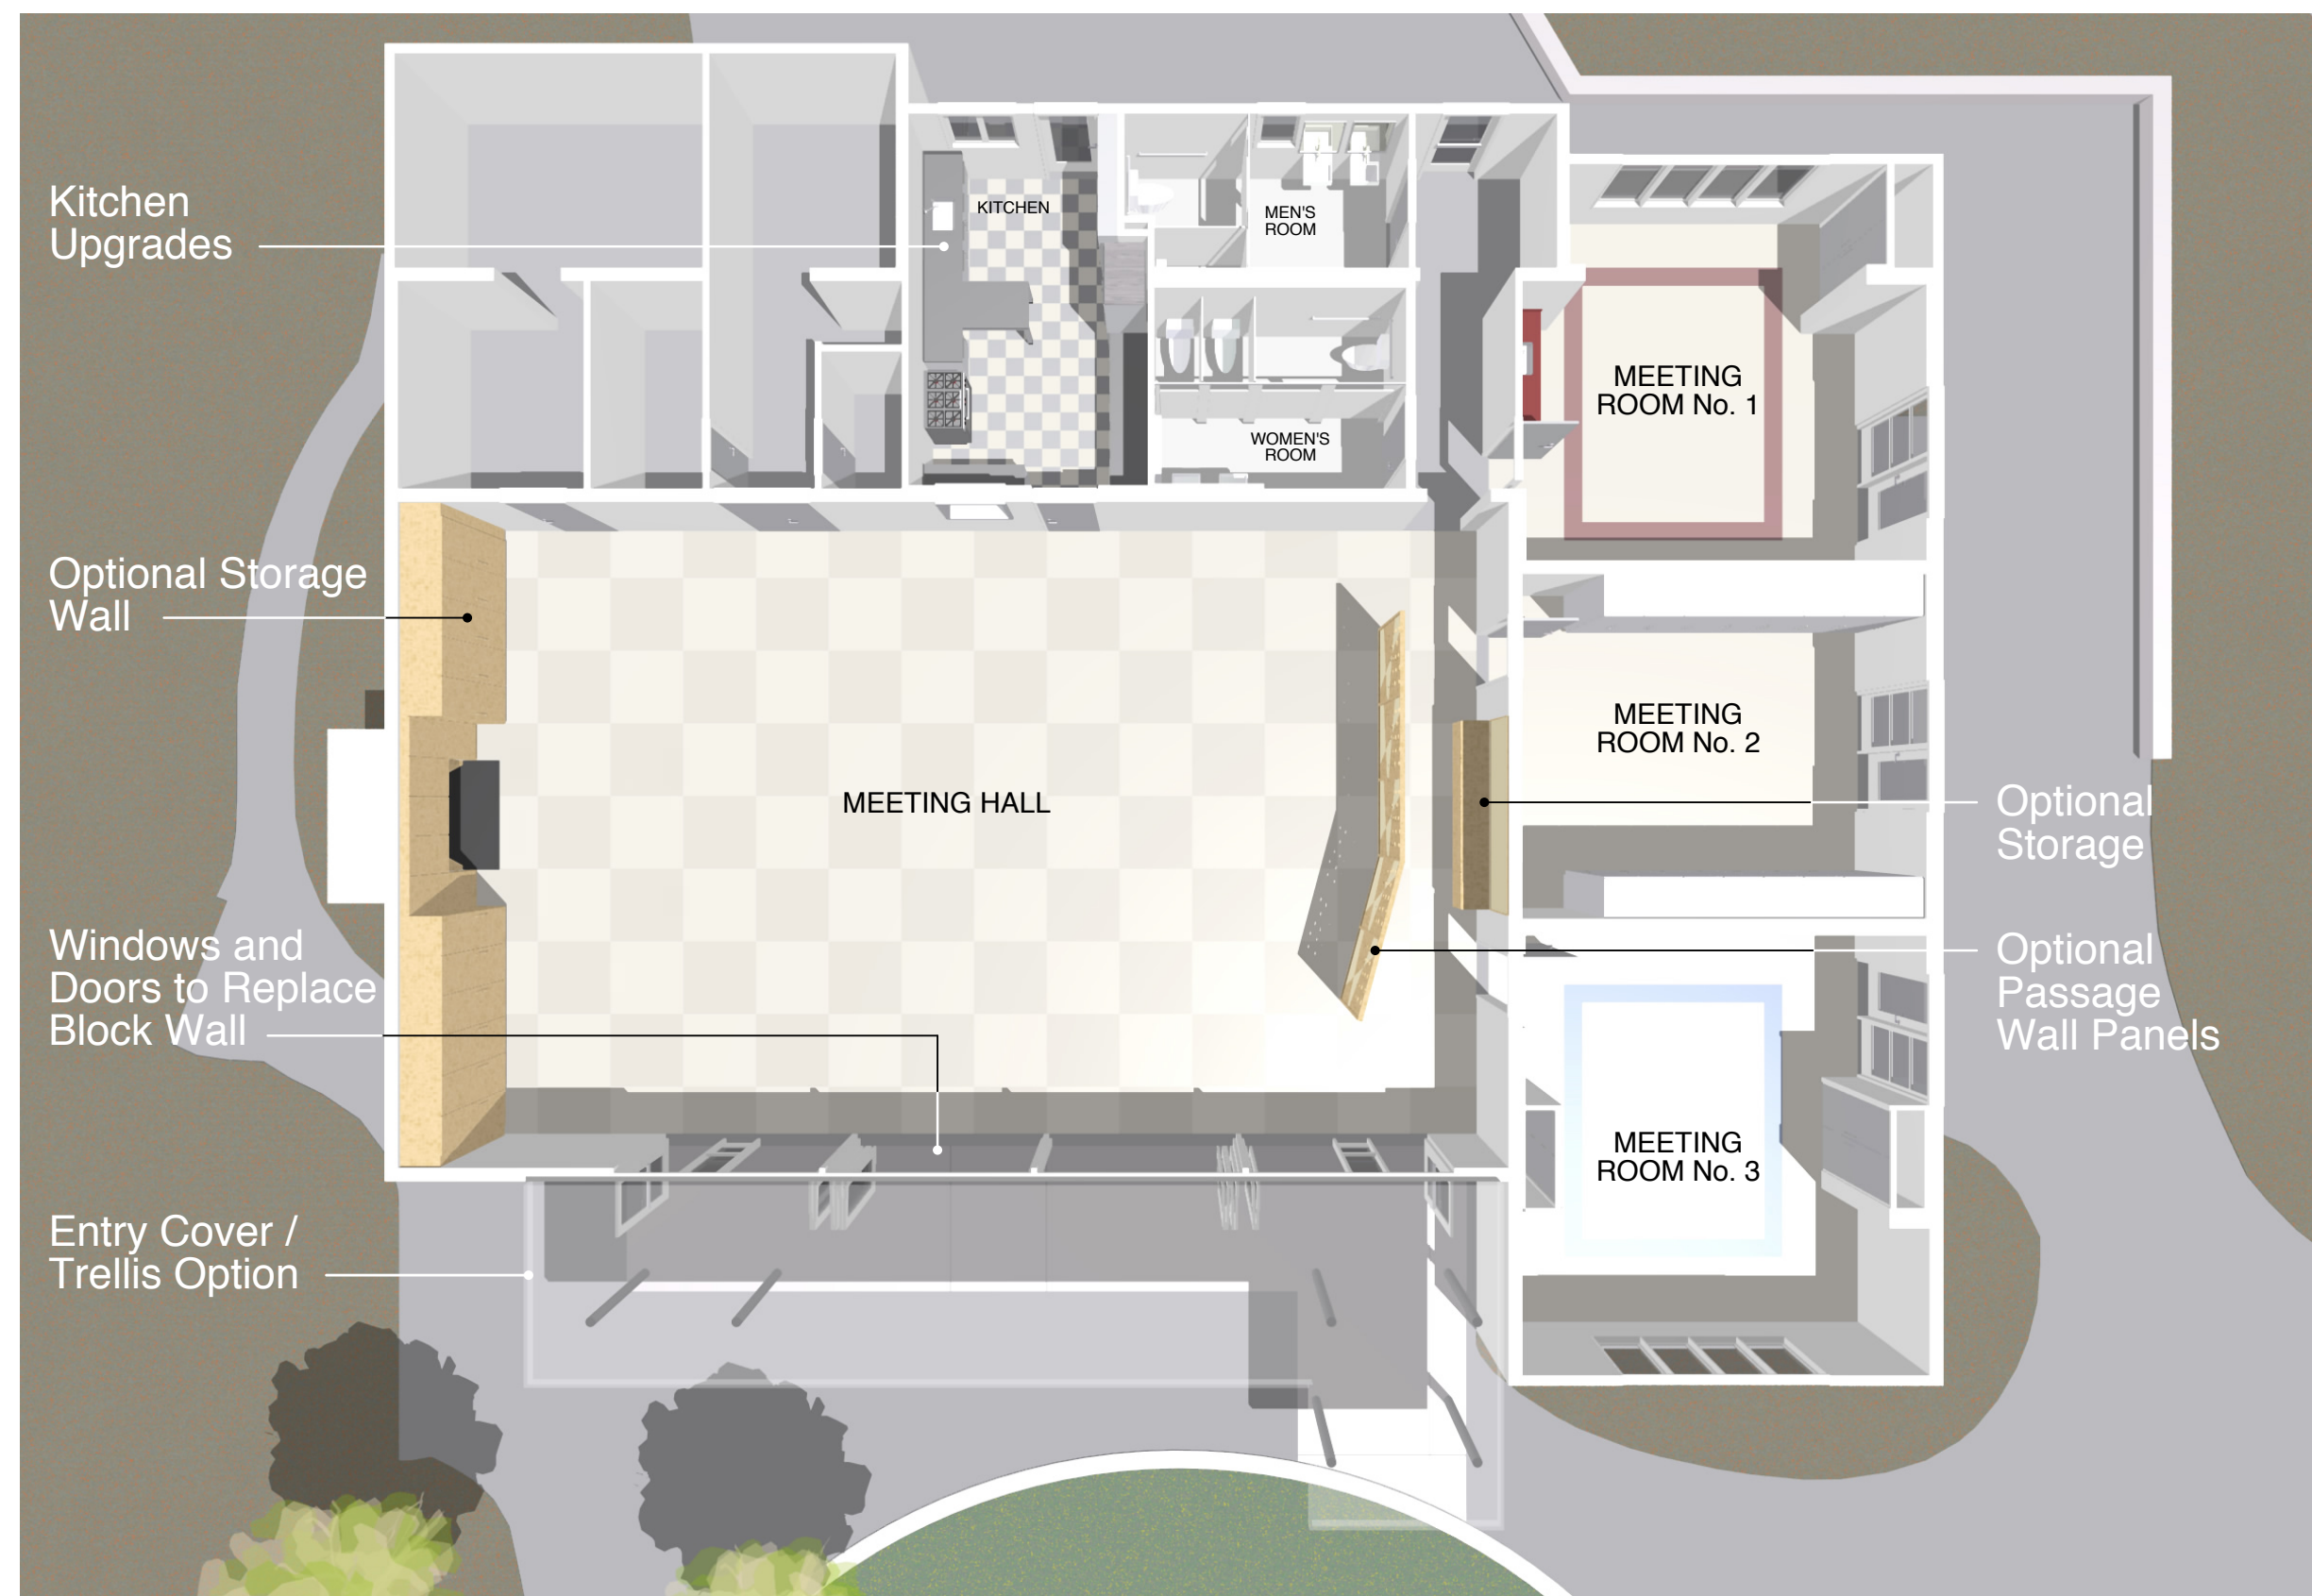 Kitchen
Upgrades
KITCHEN
MEN'S
ROOM
WOMEN'S
ROOM
MEETING
ROOM No. 1
Optional Storage
Wall
MEETING
ROOM No. 2
MEETING HALL
Optional
Storage
Windows and
Doors to Replace
Block Wall
Optional
Passage
Wall Panels
MEETING
ROOM No. 3
Entry Cover /
Trellis Option